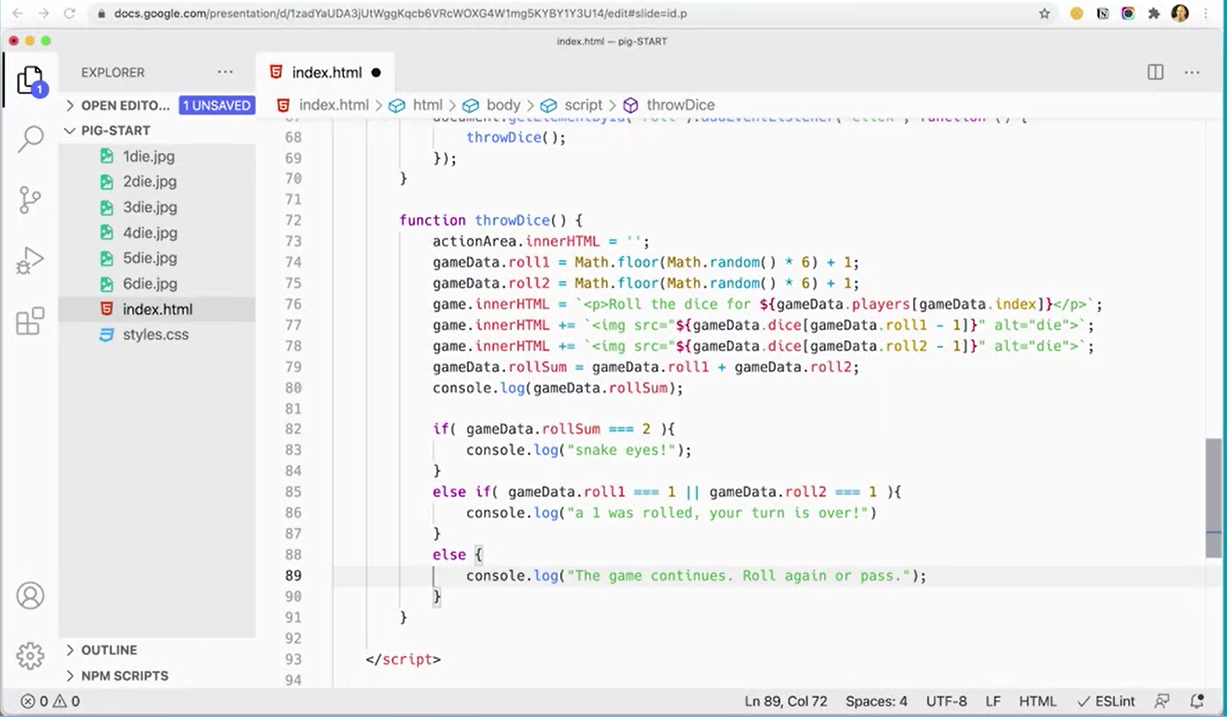 docs.google.com/presentation/d/1zadYaUDA3jUtWggKqcb6VRcWOXG4W1mg5KYBY1Y3U14/edit#slide=id.p
index.html — pig-START
EXPLORER
index.html
1
OPEN EDITO... 1 UNSAVED
index.html > html > body > script > throwDice
PIG-START
1die.jpg
2die.jpg
3die.jpg
4die.jpg
5die.jpg
6die.jpg
index.html
styles.css
67 document.getElementById("roll").addEventListener("click", function () {
68 throwDice();
69 });
70 }
71
72 function throwDice() {
73 actionArea.innerHTML = '';
74 gameData.roll1 = Math.floor(Math.random() * 6) + 1;
75 gameData.roll2 = Math.floor(Math.random() * 6) + 1;
76 game.innerHTML = `<p>Roll the dice for ${gameData.players[gameData.index]}</p>`;
77 game.innerHTML += `<img src="${gameData.dice[gameData.roll1 - 1]}" alt="die">`;
78 game.innerHTML += `<img src="${gameData.dice[gameData.roll2 - 1]}" alt="die">`;
79 gameData.rollSum = gameData.roll1 + gameData.roll2;
80 console.log(gameData.rollSum);
81
82 if( gameData.rollSum === 2 ){
83 console.log("snake eyes!");
84 }
85 else if( gameData.roll1 === 1 || gameData.roll2 === 1 ){
86 console.log("a 1 was rolled, your turn is over!")
87 }
88 else {
89 console.log("The game continues. Roll again or pass.");
90 }
91 }
92
93 </script>
94
OUTLINE
NPM SCRIPTS
0 0
Ln 89, Col 72 Spaces: 4 UTF-8 LF HTML ESLint